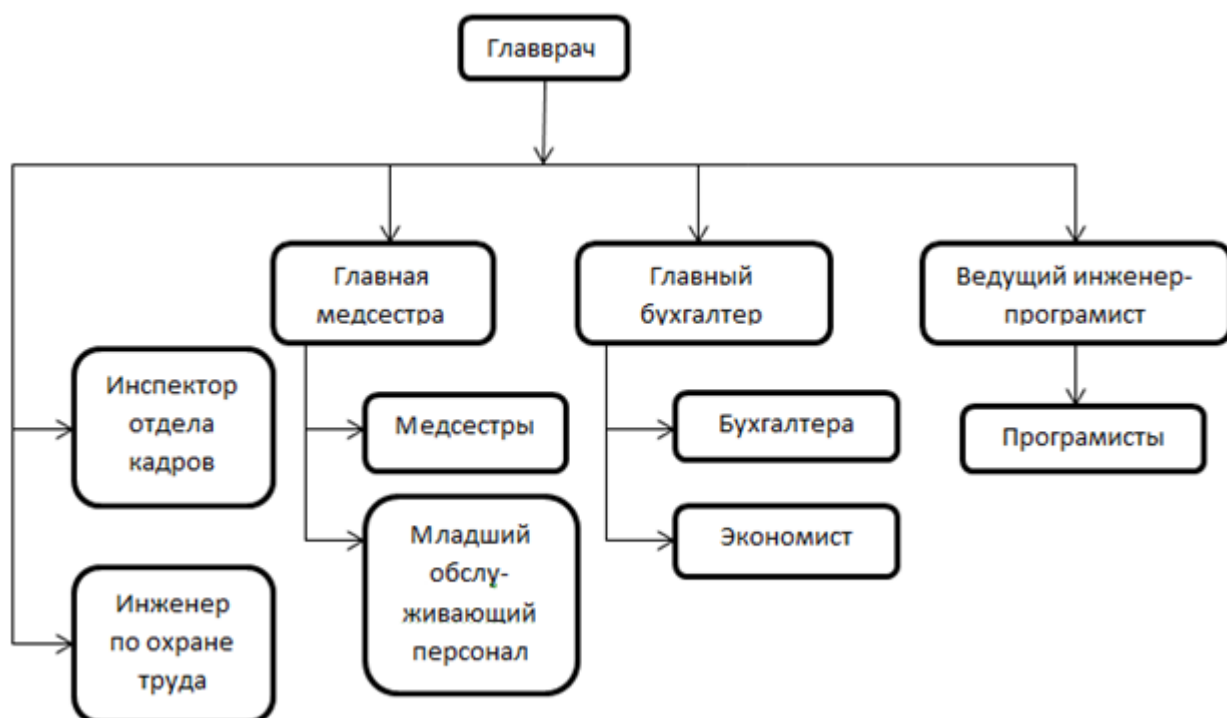 Главврач
Главная
медсестра
Главный
бухгалтер
Ведущий инженер-
програмист
Инспектор
отдела
кадров
Медсестры
Бухгалтера
Програмисты
Младший
обслу-
живающий
персонал
Экономист
Инженер
по охране
труда